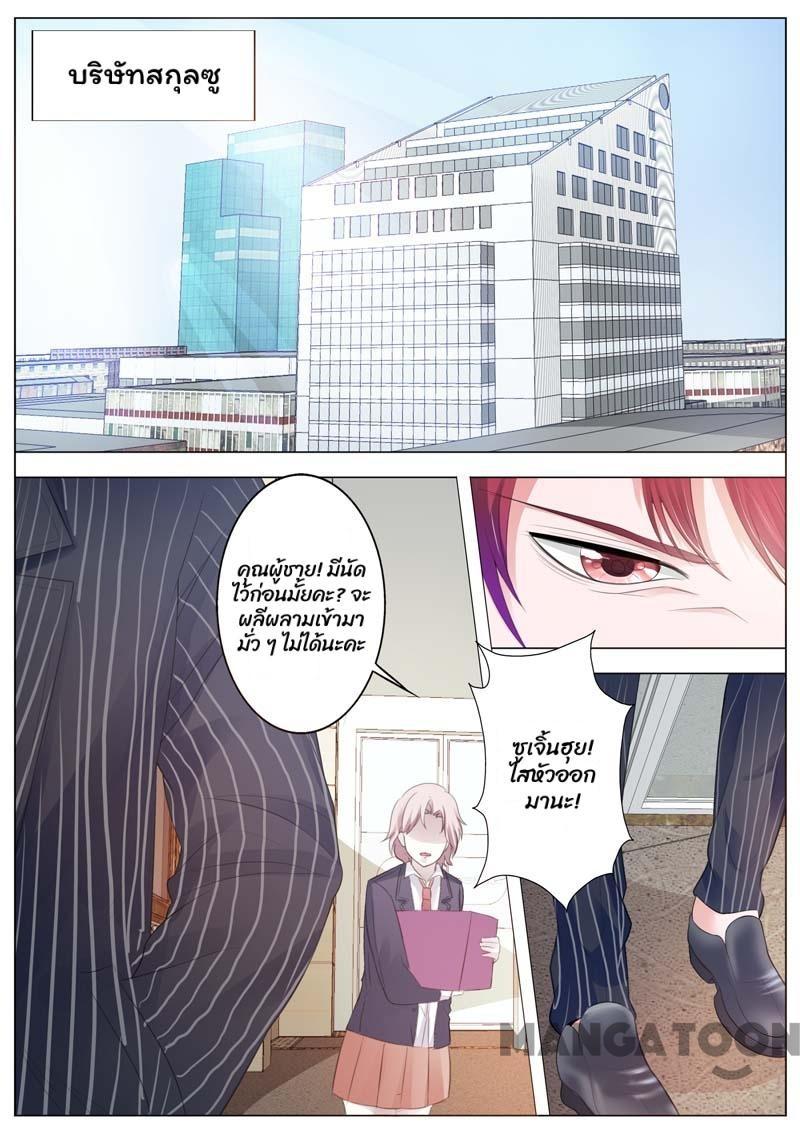 บริษัทสกุลซู
คุณผู้ชาย! มีนัด
ไว้ก่อนมั้ยคะ? จะ
ผลีผลามเข้ามา
มั่ว ๆ ไม่ได้นะคะ
ซูเจิ้นฮุย!
ไสหัวออก
มานะ!
MANGATOON